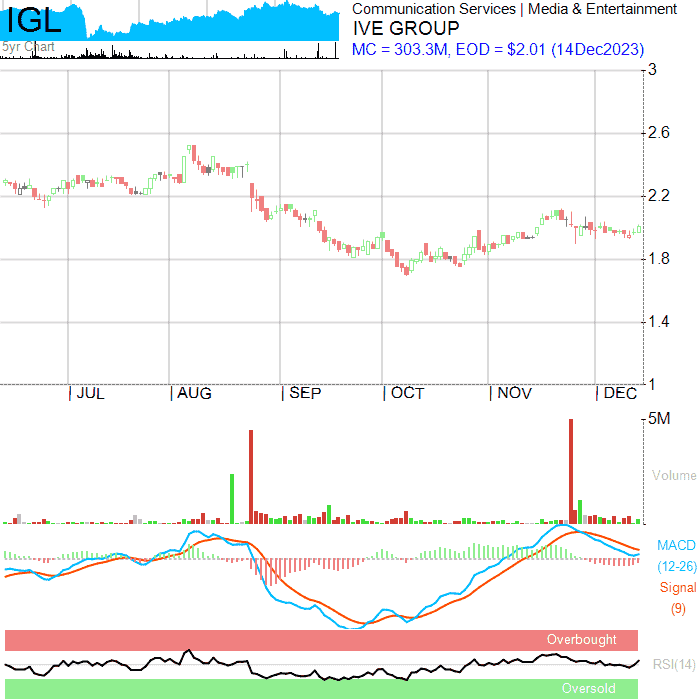 IGL
5yr Chart
Communication Services | Media & Entertainment
IVE GROUP
MC = 303.3M, EOD = $2.01 (14Dec2023)
3
2.6
2.2
1.8
1.4
1
JUL AUG SEP OCT NOV DEC
5M
Volume
MACD
(12-26)
Signal
(9)
Overbought
RSI(14)
Oversold